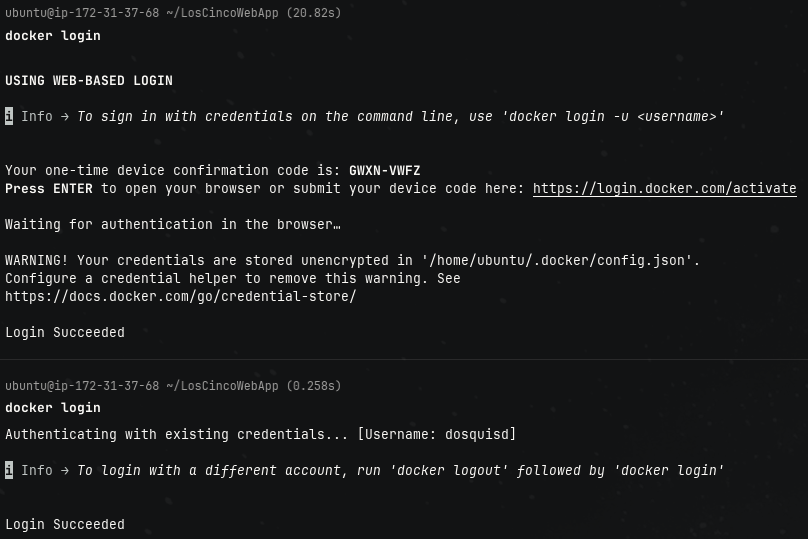 ubuntu@ip-172-31-37-68 ~/LosCincoWebApp (20.82s)
docker login
USING WEB-BASED LOGIN
i Info → To sign in with credentials on the command line, use 'docker login -u <username>'
Your one-time device confirmation code is: GWXN-VWFZ
Press ENTER to open your browser or submit your device code here: https://login.docker.com/activate
Waiting for authentication in the browser…
WARNING! Your credentials are stored unencrypted in '/home/ubuntu/.docker/config.json'.
Configure a credential helper to remove this warning. See
https://docs.docker.com/go/credential-store/
Login Succeeded
ubuntu@ip-172-31-37-68 ~/LosCincoWebApp (0.258s)
docker login
Authenticating with existing credentials... [Username: dosquisd]
i Info → To login with a different account, run 'docker logout' followed by 'docker login'
Login Succeeded